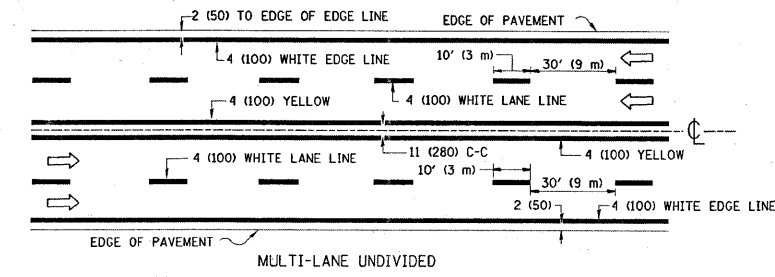 2 (50) TO EDGE OF EDGE LINE
EDGE OF PAVEMENT
4 (100) WHITE EDGE LINE
10' (3 m)
30' (9 m)
4 (100) YELLOW
4 (100) WHITE LANE LINE
CL
11 (280) C-C
4 (100) WHITE LANE LINE
4 (100) YELLOW
10' (3 m)
30' (9 m)
2 (50)
4 (100) WHITE EDGE LINE
EDGE OF PAVEMENT
MULTI-LANE UNDIVIDED